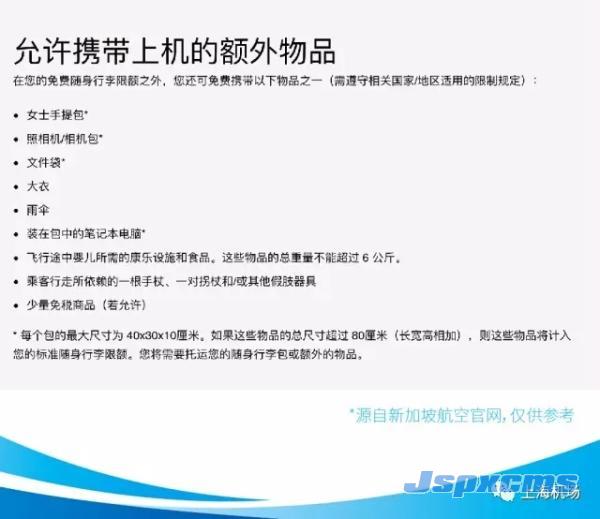 允许携带上机的额外物品
在您的免费随身行李限额之外，您还可免费携带以下物品之一（需遵守相关国家/地区适用的限制规定）：
• 女士手提包*
• 照相机/相机包*
• 文件袋*
• 大衣
• 雨伞
• 装在包中的笔记本电脑*
• 飞行途中婴儿所需的康乐设施和食品。这些物品的总重量不能超过 6 公斤。
• 乘客行走所依赖的一根手杖、一对拐杖和/或其他假肢器具
• 少量免税商品（若允许）
* 每个包的最大尺寸为 40x30x10厘米。如果这些物品的总尺寸超过 80厘米（长宽高相加），则这些物品将计入
您的标准随身行李限额。您将需要托运您的随身行李包或额外的物品。
*源自新加坡航空官网,仅供参考
Jspxcms
上海机场